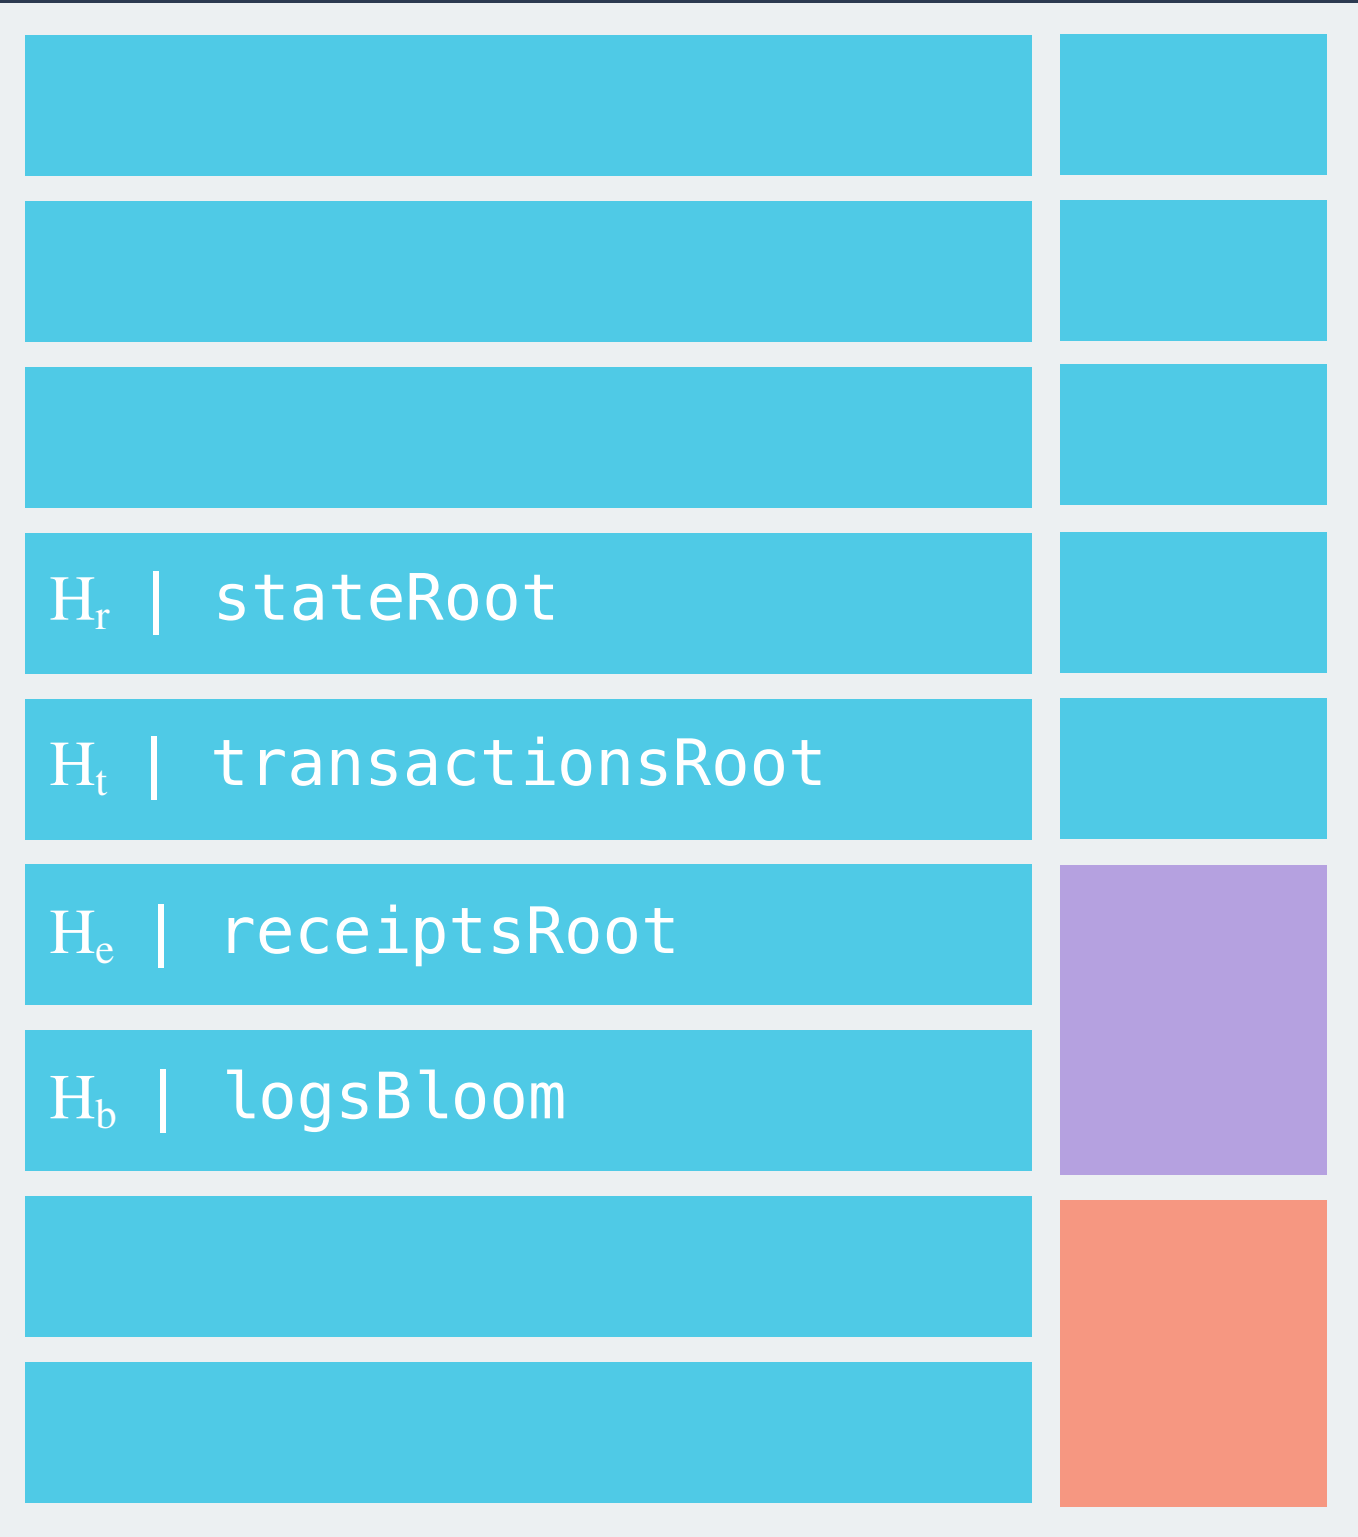 Hr | stateRoot
Ht | transactionsRoot
He | receiptsRoot
Hb | logsBloom